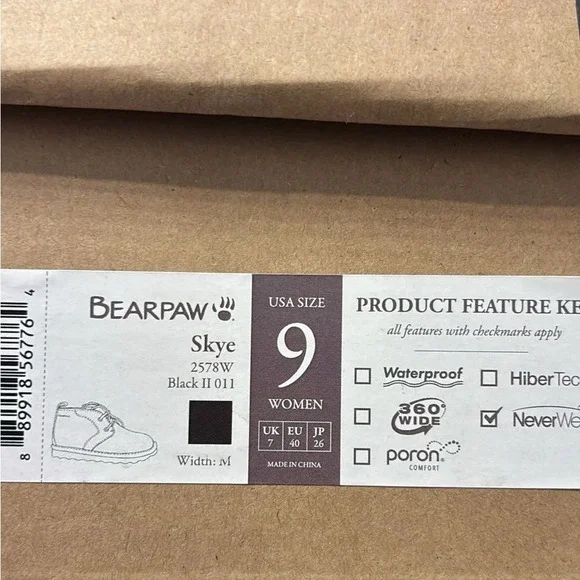 8 89918 56776 4
BEARPAW
Skye
2578W
Black II 011
Width: M
USA SIZE
9
WOMEN
UK EU JP
7 40 26
MADE IN CHINA
PRODUCT FEATURE KE
all features with checkmarks apply
Waterproof HiberTec
360° WIDE NeverWe
poron
COMFORT